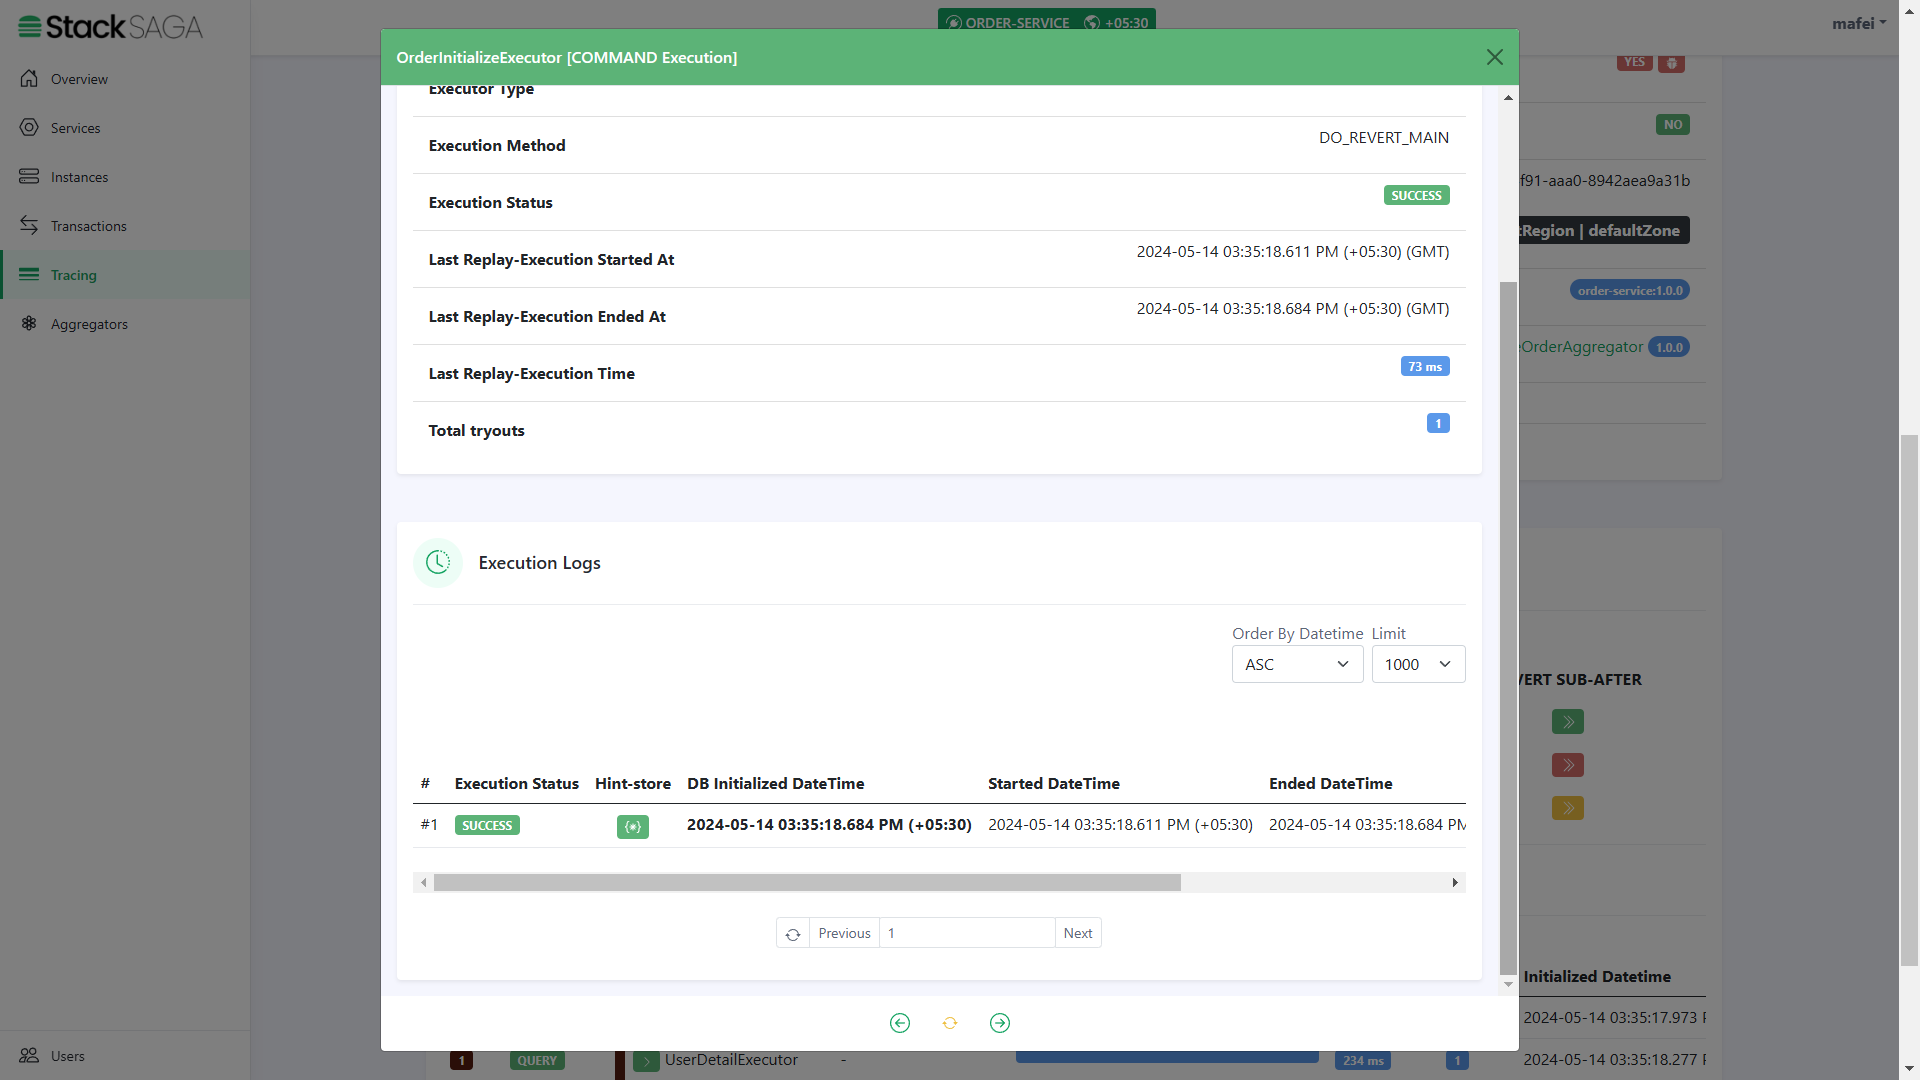 StackSAGA
ORDER-SERVICE +05:30
mafei
Overview
Services
Instances
Transactions
Tracing
Aggregators
Users
OrderInitializeExecutor [COMMAND Execution]
Executor Type
Execution Method DO_REVERT_MAIN
Execution Status SUCCESS
Last Replay-Execution Started At 2024-05-14 03:35:18.611 PM (+05:30) (GMT)
Last Replay-Execution Ended At 2024-05-14 03:35:18.684 PM (+05:30) (GMT)
Last Replay-Execution Time 73 ms
Total tryouts 1
Execution Logs
Order By Datetime Limit
ASC 1000
# Execution Status Hint-store DB Initialized DateTime Started DateTime Ended DateTime
#1 SUCCESS {*} 2024-05-14 03:35:18.684 PM (+05:30) 2024-05-14 03:35:18.611 PM (+05:30) 2024-05-14 03:35:18.684 PM
Previous 1 Next
YES
NO
f91-aaa0-8942aea9a31b
tRegion | defaultZone
order-service:1.0.0
OrderAggregator 1.0.0
VERT SUB-AFTER
Initialized Datetime
2024-05-14 03:35:17.973
1 QUERY UserDetailExecutor - 234 ms 1 2024-05-14 03:35:18.277